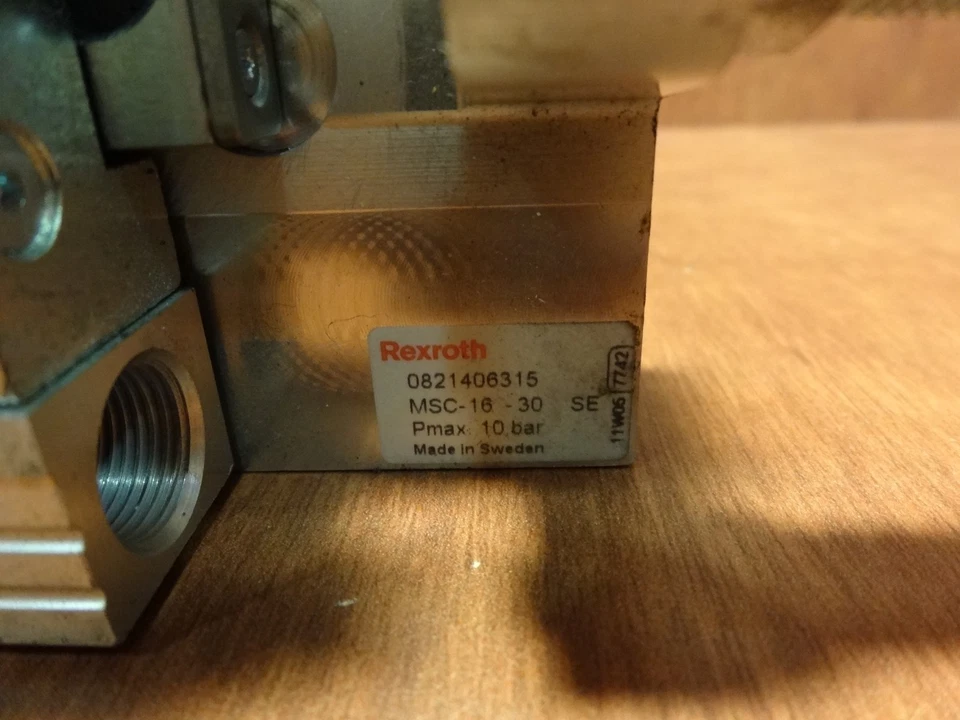 Rexroth
0821406315
MSC-16 -30 SE
Pmax 10 bar
Made in Sweden
11W05 7742